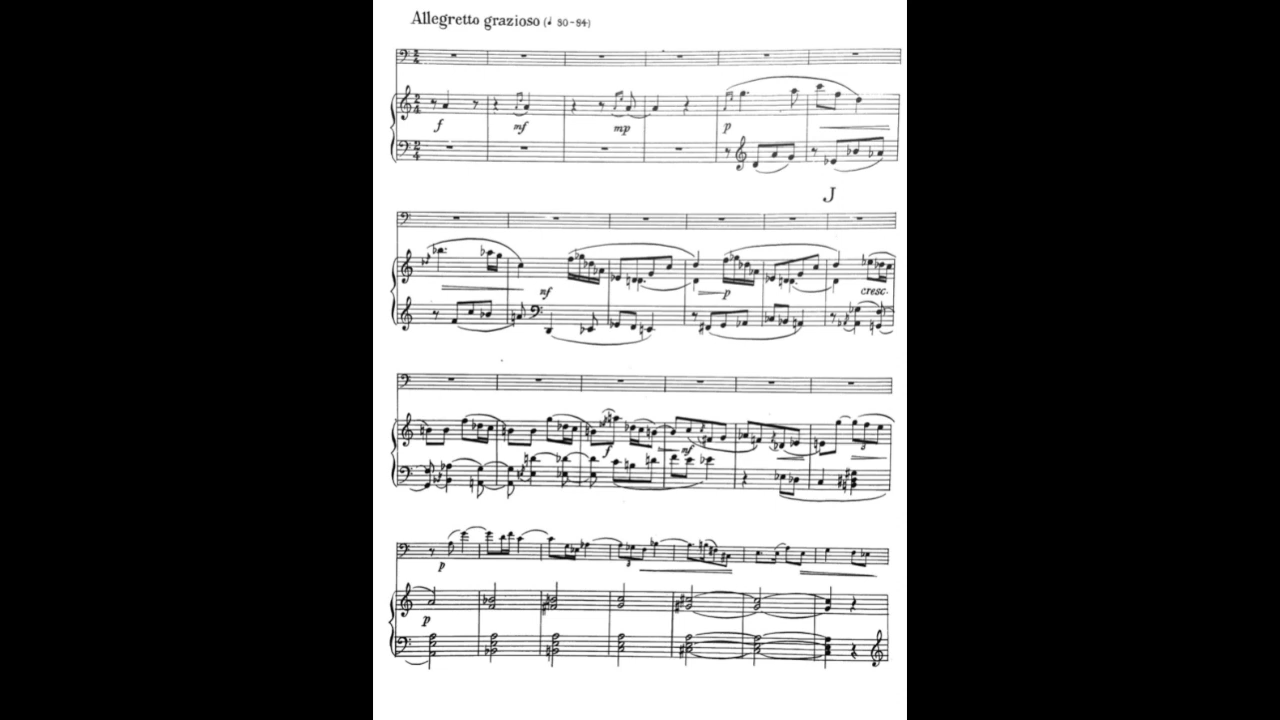 Allegretto grazioso (♩ 80-84)
f mf mp p
J
mf p cresc.
f mf
p
p